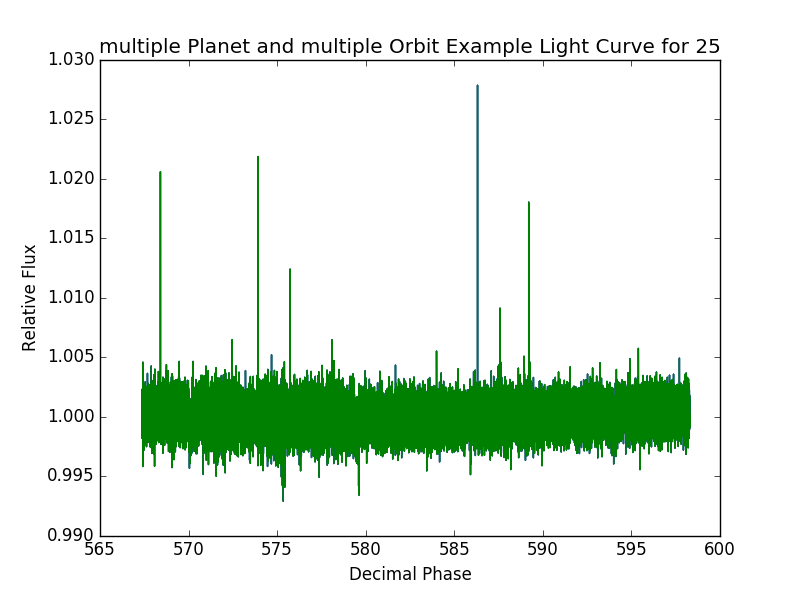 multiple Planet and multiple Orbit Example Light Curve for 25
1.030
1.025
1.020
1.015
1.010
1.005
1.000
0.995
0.990
Relative Flux
565 570 575 580 585 590 595 600
Decimal Phase